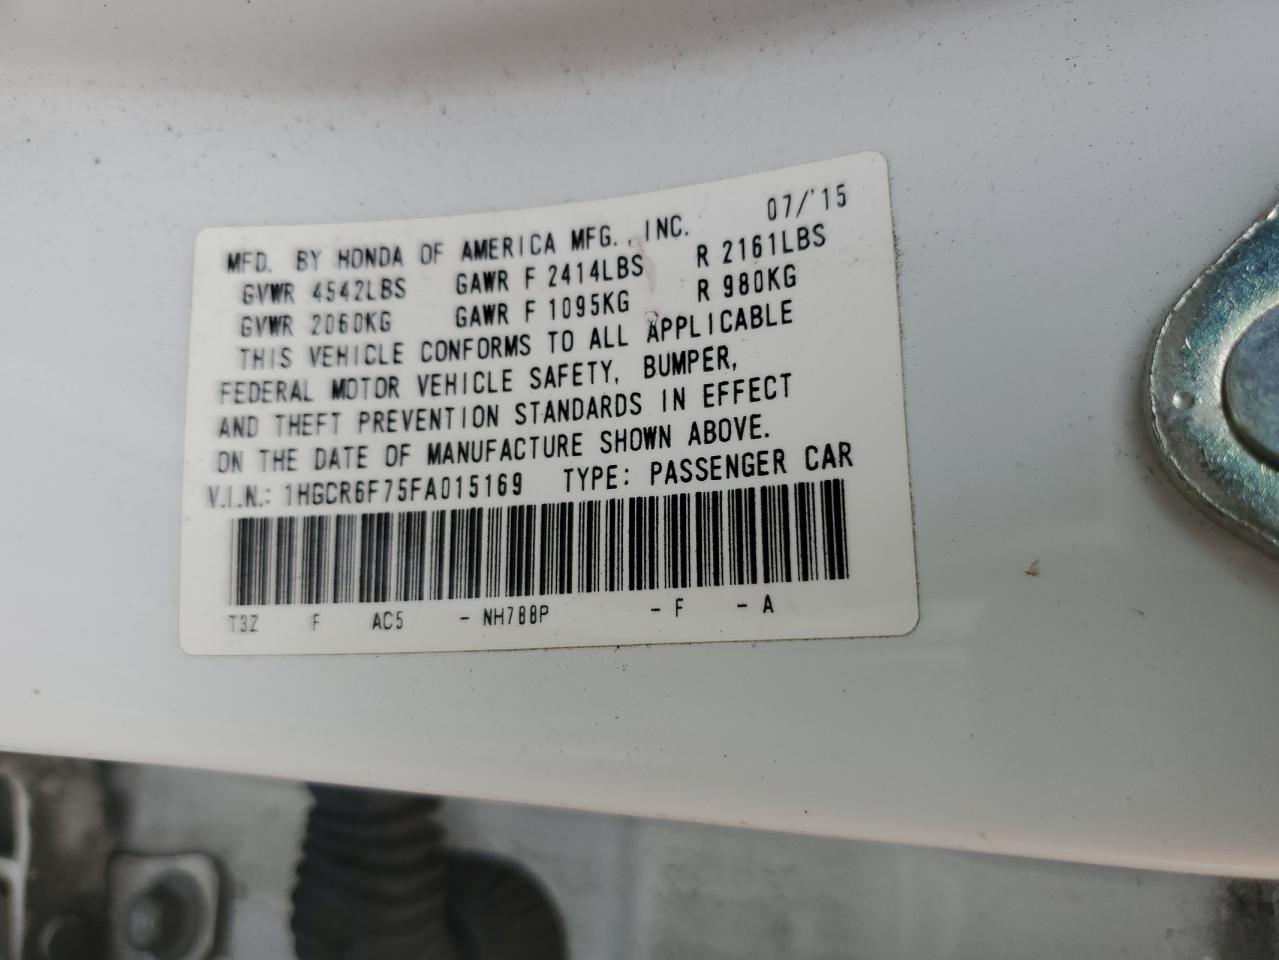 MFD. BY HONDA OF AMERICA MFG., INC. 07/'15
GVWR 4542LBS GAWR F 2414LBS R 2161LBS
GVWR 2060KG GAWR F 1095KG R 980KG
THIS VEHICLE CONFORMS TO ALL APPLICABLE
FEDERAL MOTOR VEHICLE SAFETY, BUMPER,
AND THEFT PREVENTION STANDARDS IN EFFECT
ON THE DATE OF MANUFACTURE SHOWN ABOVE.
V.I.N.: 1HGCR6F75FA015169 TYPE: PASSENGER CAR
T3Z F AC5 - NH788P - F - A